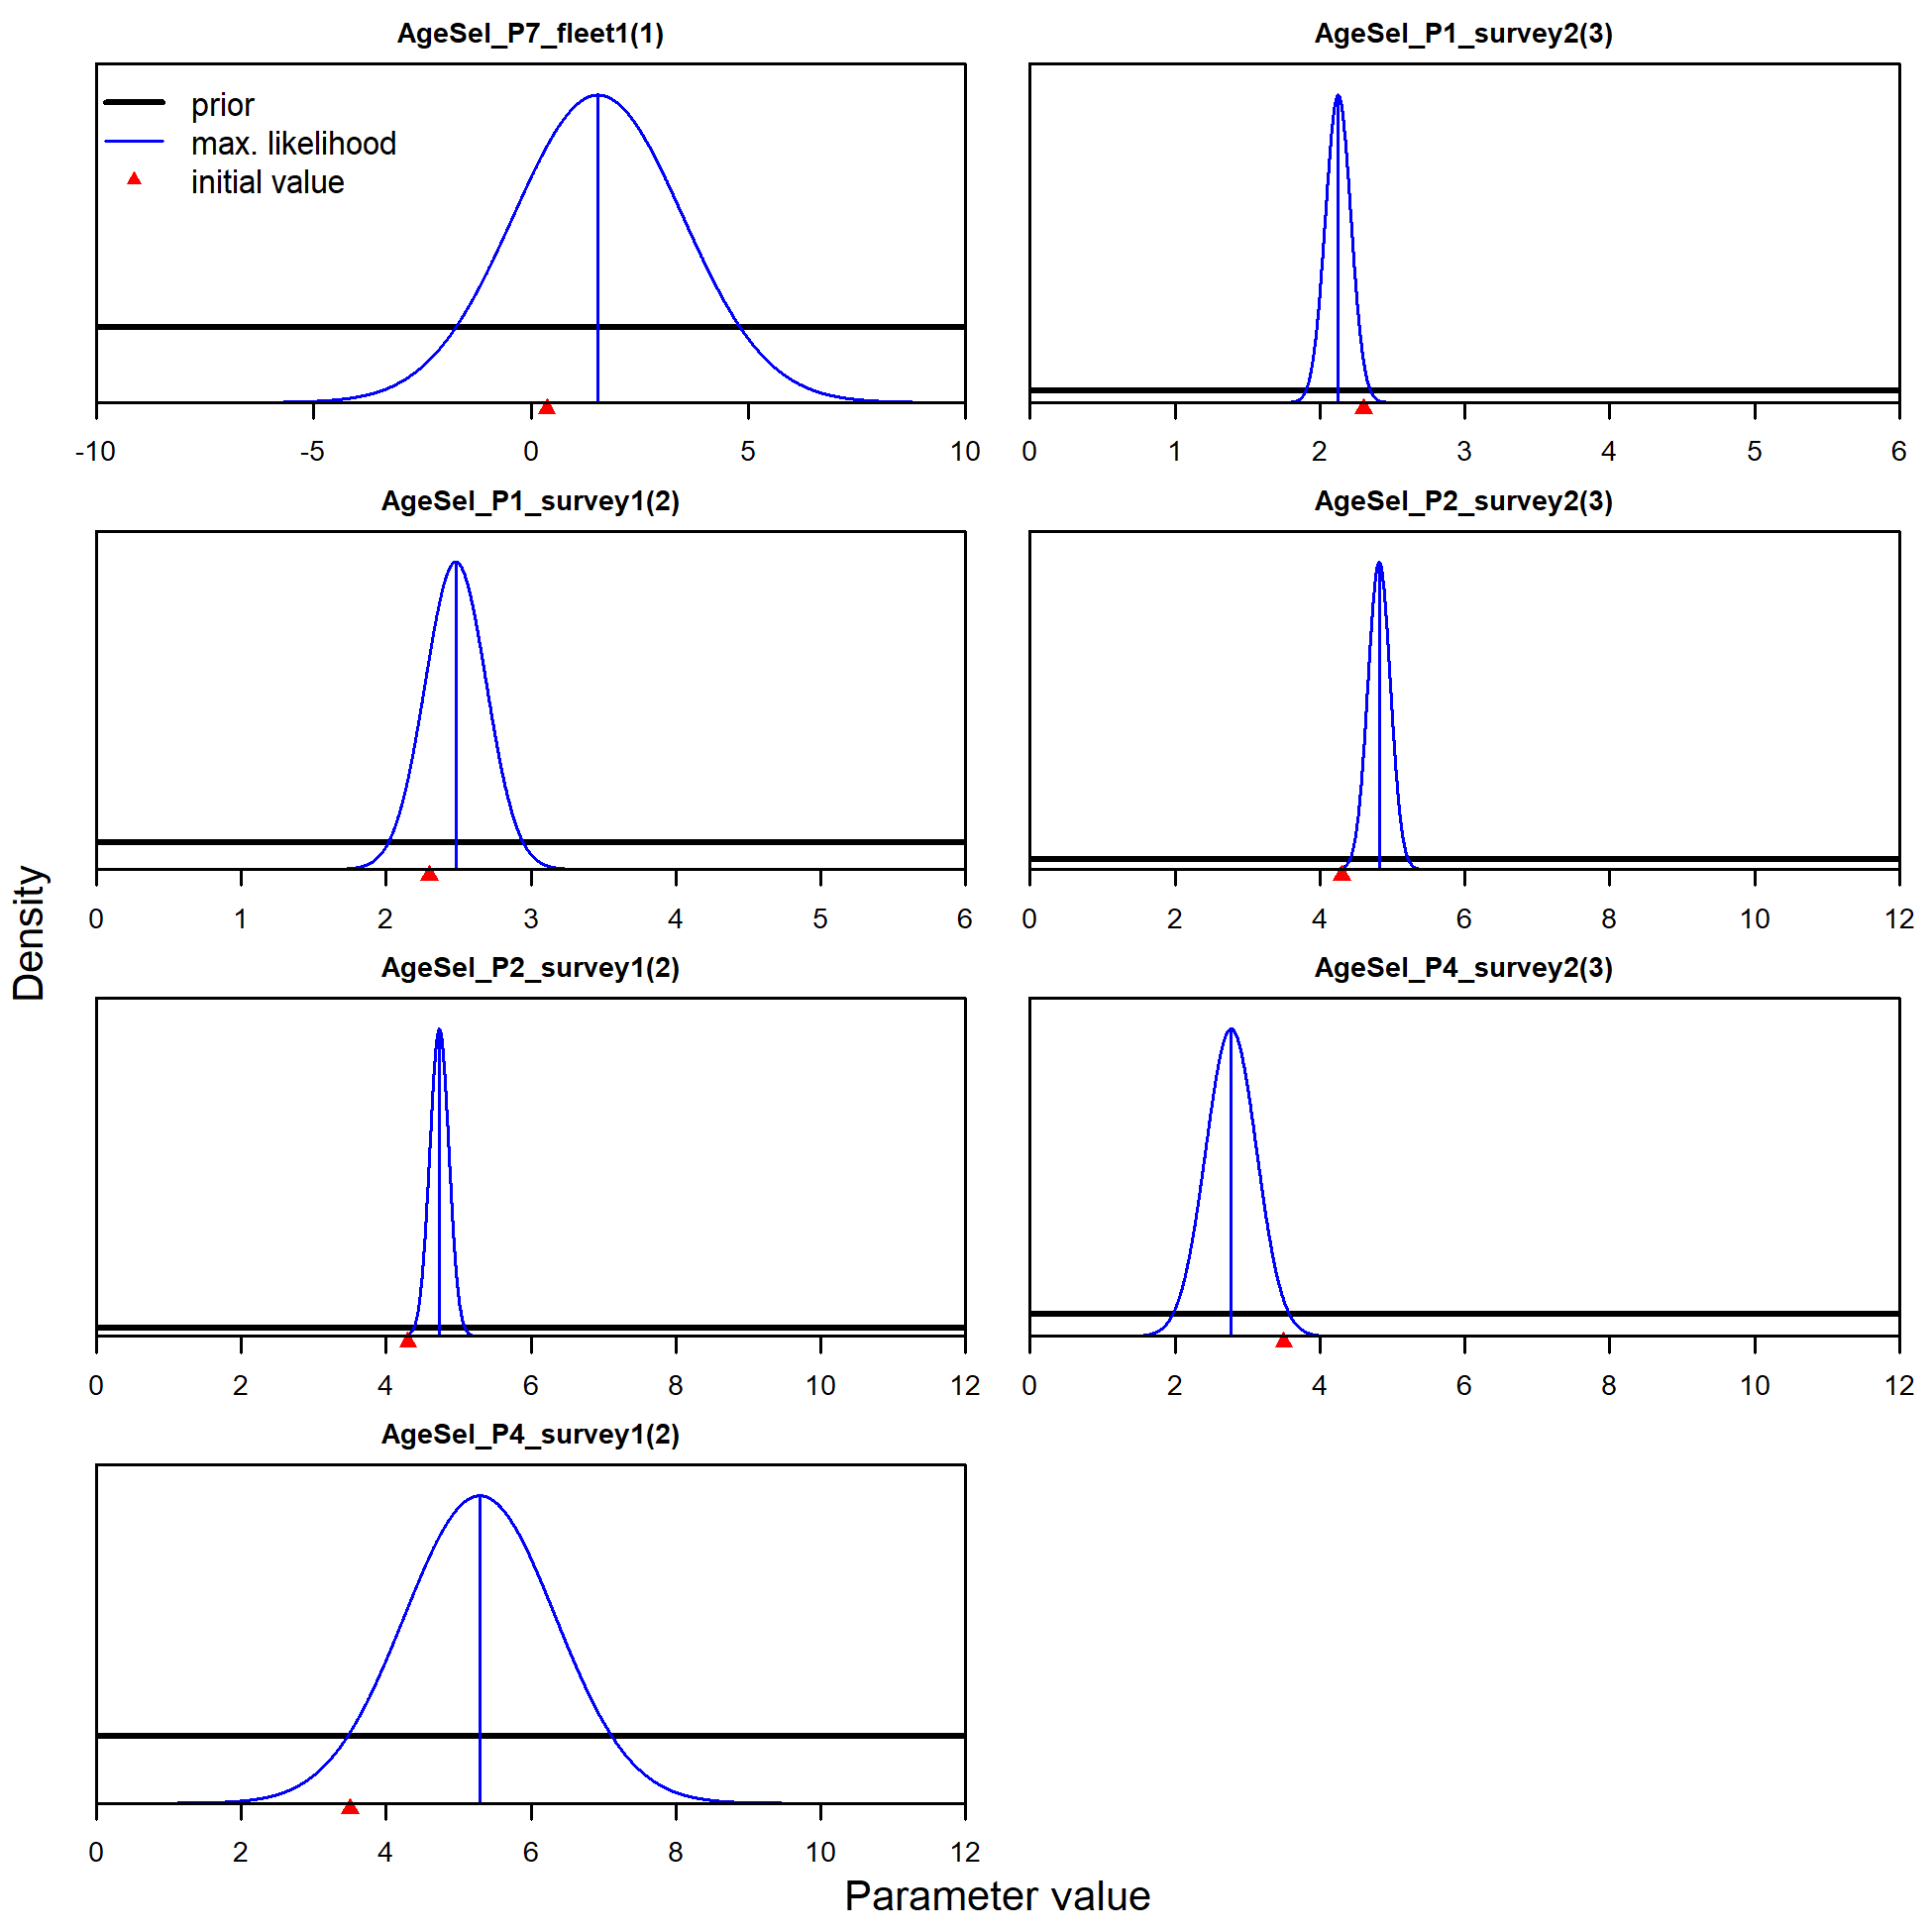 AgeSel_P7_fleet1(1)
prior
max. likelihood
initial value
-10 -5 0 5 10
AgeSel_P1_survey2(3)
0 1 2 3 4 5 6
AgeSel_P1_survey1(2)
0 1 2 3 4 5 6
AgeSel_P2_survey2(3)
0 2 4 6 8 10 12
AgeSel_P2_survey1(2)
0 2 4 6 8 10 12
AgeSel_P4_survey2(3)
0 2 4 6 8 10 12
AgeSel_P4_survey1(2)
0 2 4 6 8 10 12
Density
Parameter value